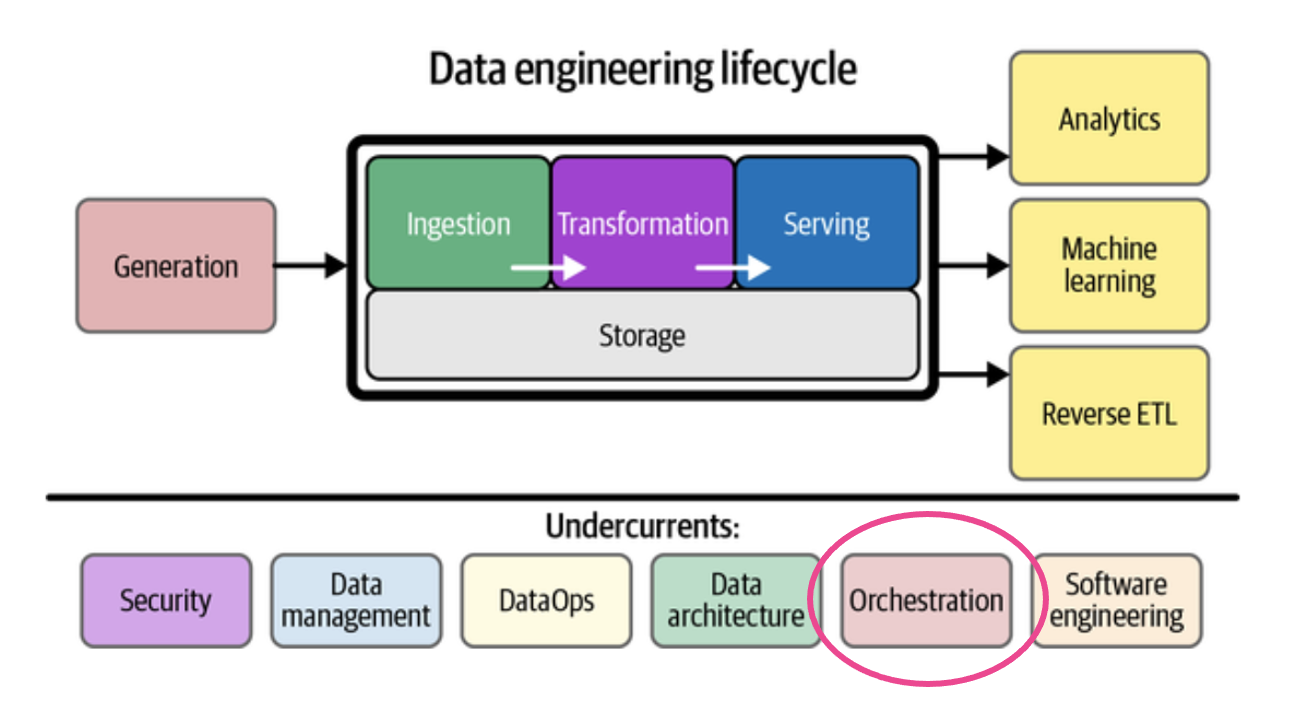 Data engineering lifecycle
Generation
Ingestion
Transformation
Serving
Storage
Analytics
Machine
learning
Reverse ETL
Undercurrents:
Security
Data
management
DataOps
Data
architecture
Orchestration
Software
engineering